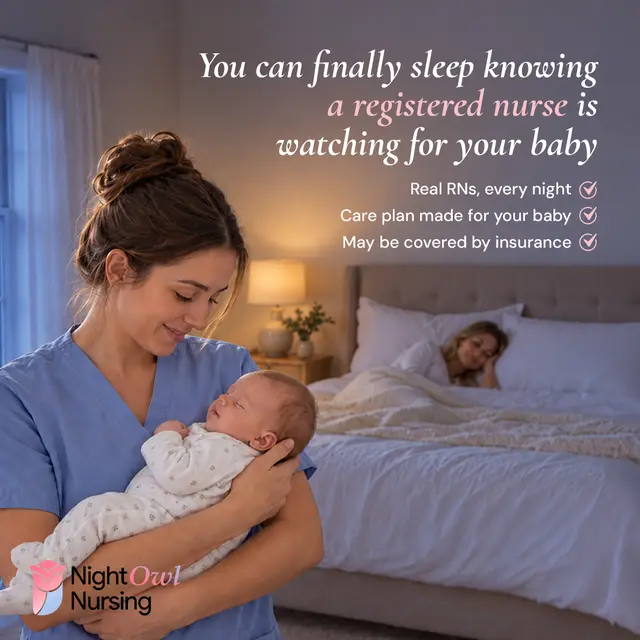 You can finally sleep knowing
a registered nurse is
watching for your baby
Real RNs, every night
Care plan made for your baby
May be covered by insurance
NightOwl
Nursing